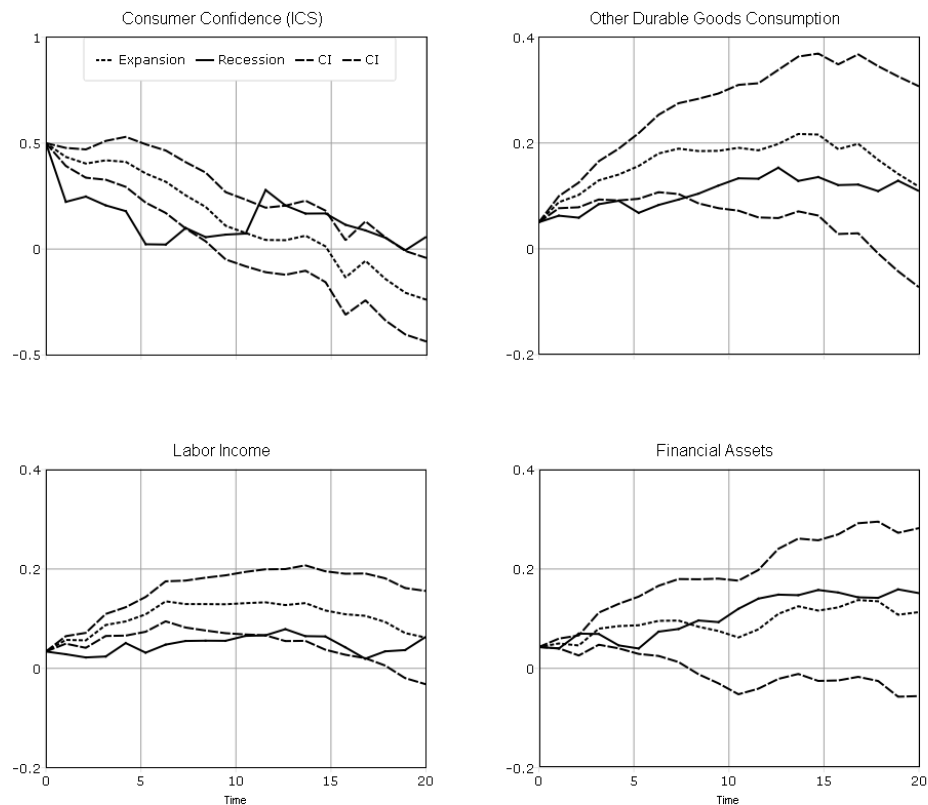 Consumer Confidence (ICS)
1
0.5
0
−0.5
Expansion Recession CI CI
Other Durable Goods Consumption
0.4
0.2
0
−0.2
Labor Income
0.4
0.2
0
−0.2
0 5 10 15 20
Time
Financial Assets
0.4
0.2
0
−0.2
0 5 10 15 20
Time